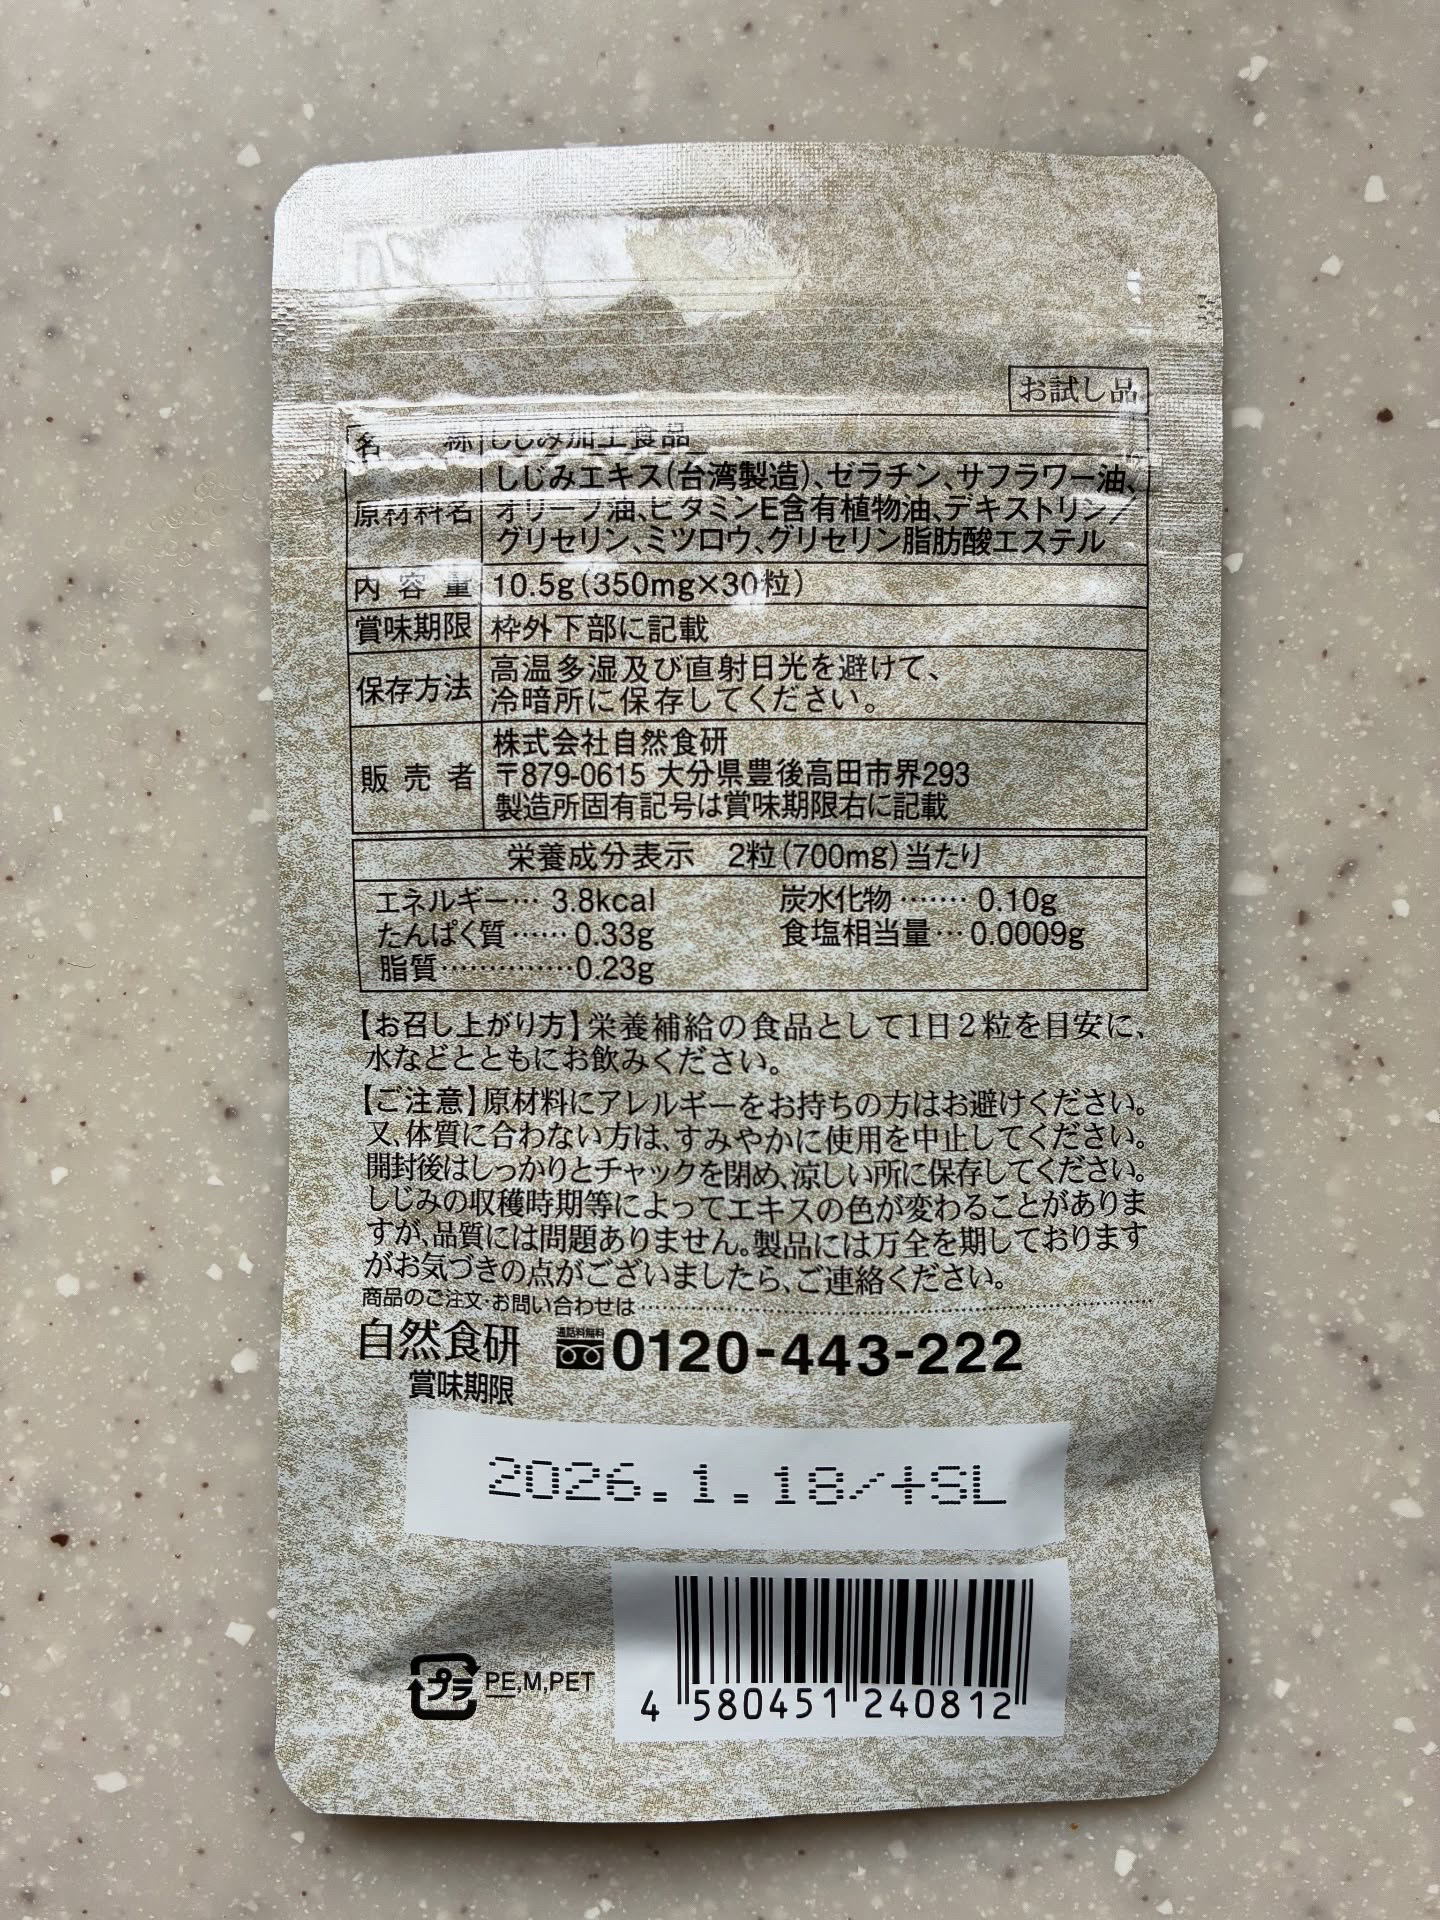 お試し品
名称 しじみ加工食品
原材料名 しじみエキス(台湾製造)、ゼラチン、サフラワー油、
オリーブ油、ビタミンE含有植物油、デキストリン/
グリセリン、ミツロウ、グリセリン脂肪酸エステル
内容量 10.5g(350mg×30粒)
賞味期限 枠外下部に記載
保存方法 高温多湿及び直射日光を避けて、
冷暗所に保存してください。
販売者 株式会社自然食研
〒879-0615 大分県豊後高田市界293
製造所固有記号は賞味期限右に記載
栄養成分表示 2粒(700mg)当たり
エネルギー… 3.8kcal 炭水化物……0.10g
たんぱく質……0.33g 食塩相当量…0.0009g
脂質……………0.23g
【お召し上がり方】栄養補給の食品として1日2粒を目安に、
水などとともにお飲みください。
【ご注意】原材料にアレルギーをお持ちの方はお避けください。
又、体質に合わない方は、すみやかに使用を中止してください。
開封後はしっかりとチャックを閉め、涼しい所に保存してください。
しじみの収穫時期等によってエキスの色が変わることがありま
すが、品質には問題ありません。製品には万全を期しております
がお気づきの点がございましたら、ご連絡ください。
商品のご注文・お問い合わせは
自然食研 通話料無料 0120-443-222
賞味期限
2026.1.18/+SL
プラ PE,M,PET
4 580451 240812